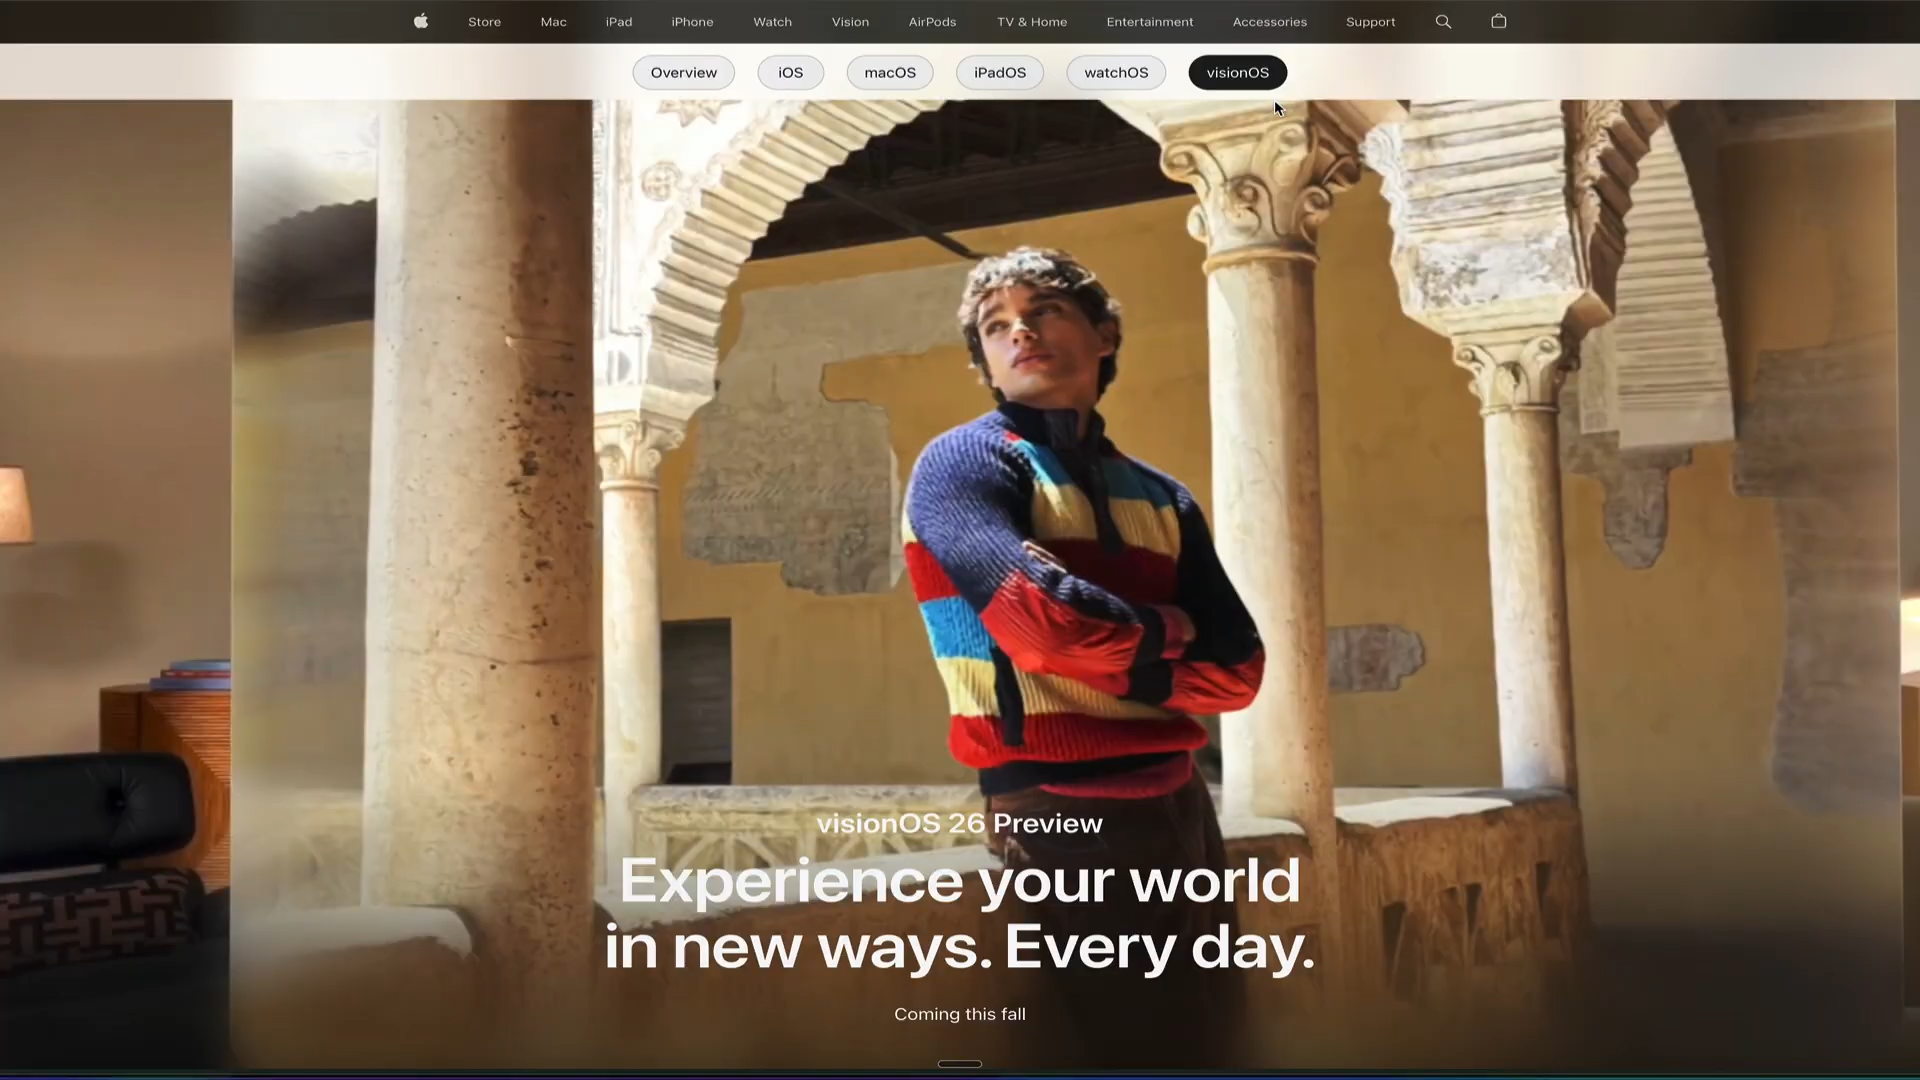 Store Mac iPad iPhone Watch Vision AirPods TV & Home Entertainment Accessories Support
Overview iOS macOS iPadOS watchOS visionOS
visionOS 26 Preview
Experience your world
in new ways. Every day.
Coming this fall